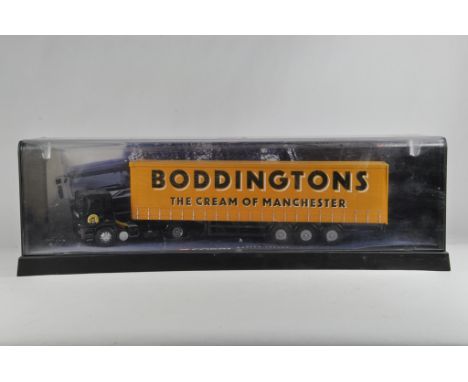 BODDINGTONS
THE CREAM OF MANCHESTER